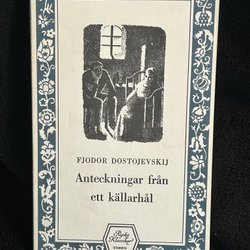 FJODOR DOSTOJEVSKIJ
Anteckningar från
ett källarhål